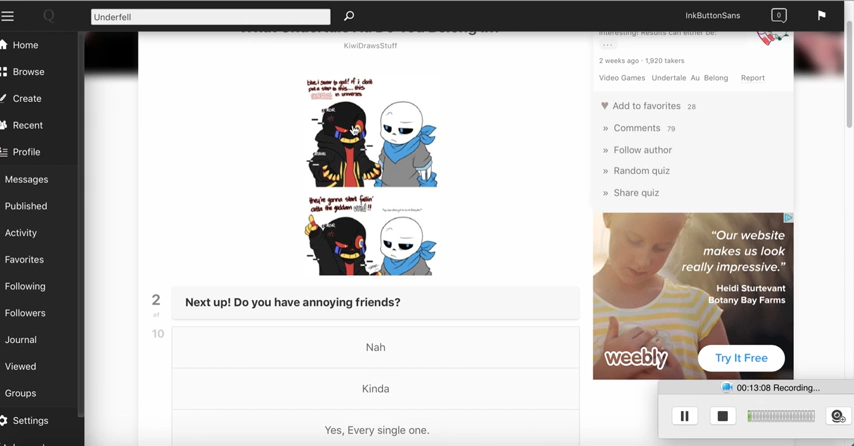 Q
Underfell
InkButtonSans
0
Home
Browse
Create
Recent
Profile
Messages
Published
Activity
Favorites
Following
Followers
Journal
Viewed
Groups
Settings
KiwiDrawsStuff
2
of
10
Next up! Do you have annoying friends?
Nah
Kinda
Yes, Every single one.
Interesting! Results can either be:
...
2 weeks ago · 1,920 takers
Video Games Undertale Au Belong Report
Add to favorites 28
» Comments 79
» Follow author
» Random quiz
» Share quiz
“Our website
makes us look
really impressive.”
Heidi Sturtevant
Botany Bay Farms
weebly
Try It Free
00:13:08 Recording...